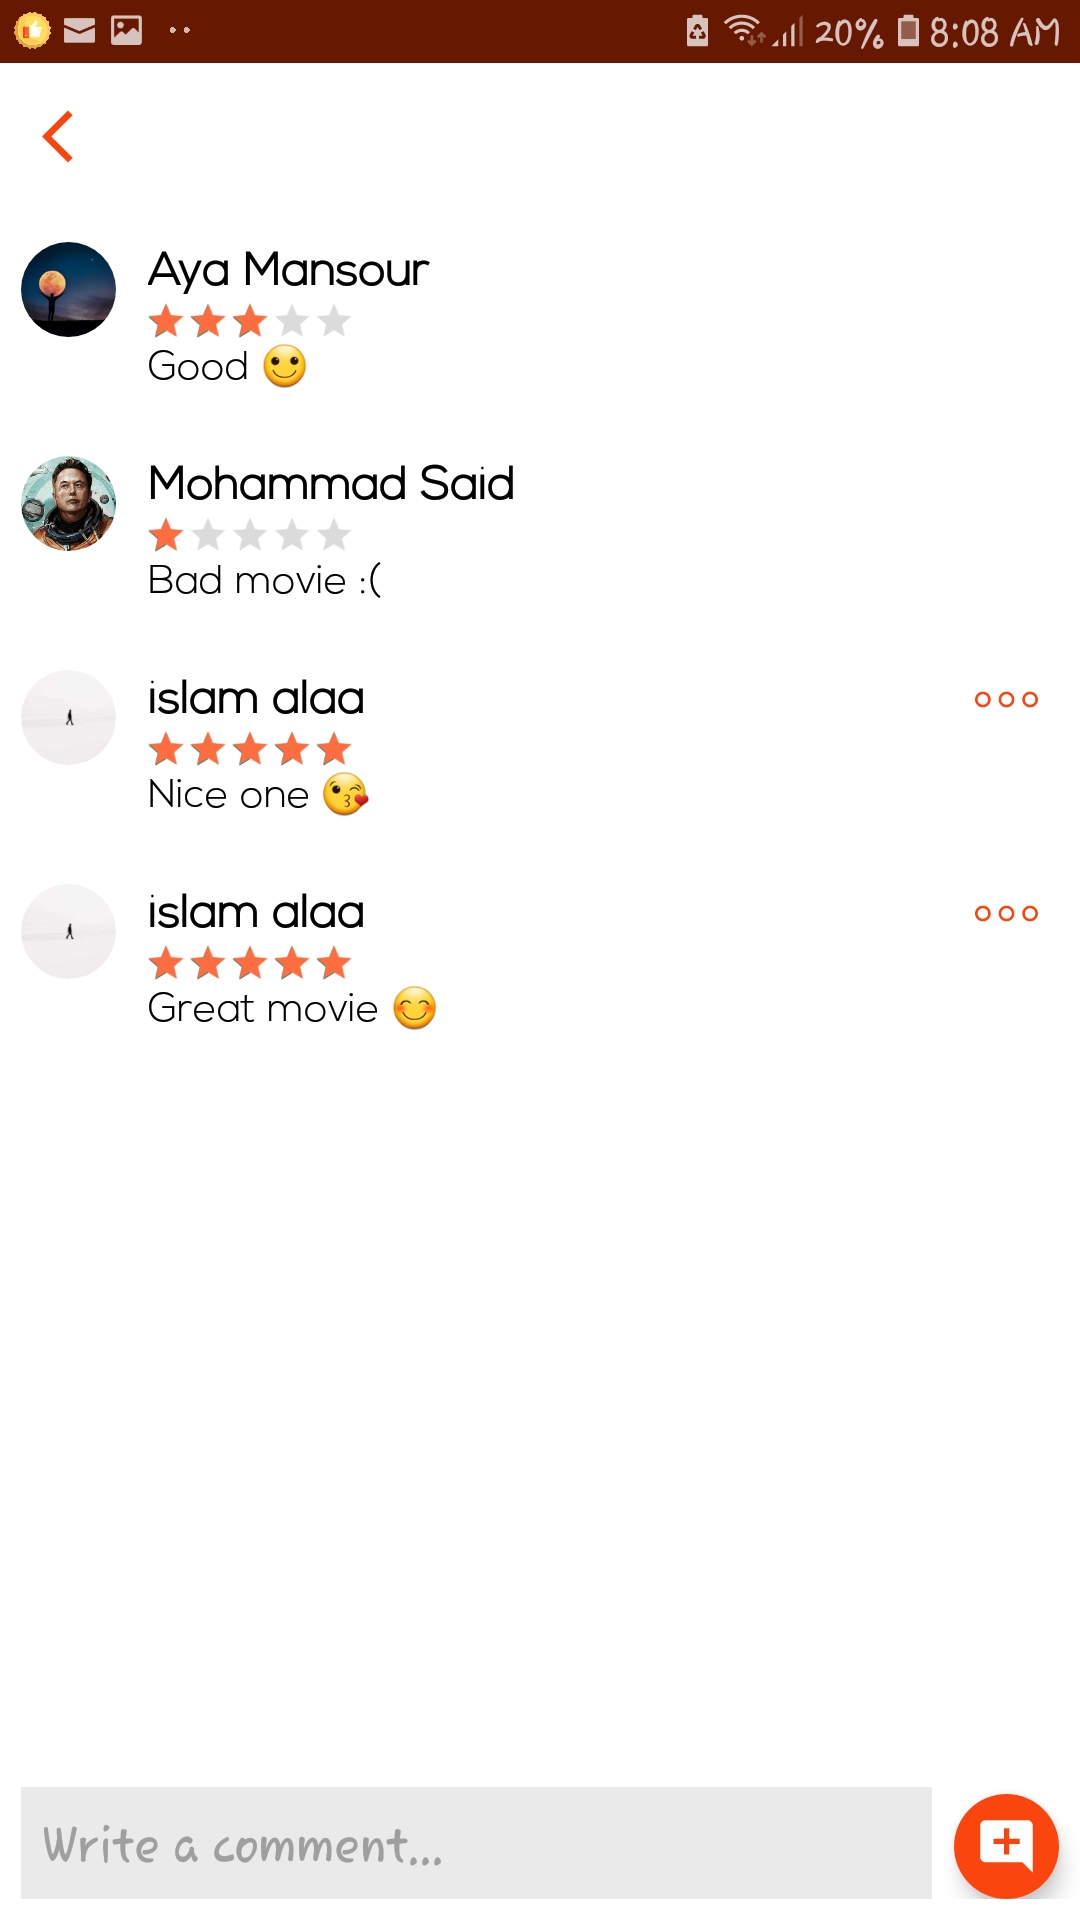 20% 8:08 AM
Aya Mansour
Good 🙂
Mohammad Said
Bad movie :(
islam alaa
Nice one 😘
islam alaa
Great movie 😊
Write a comment...